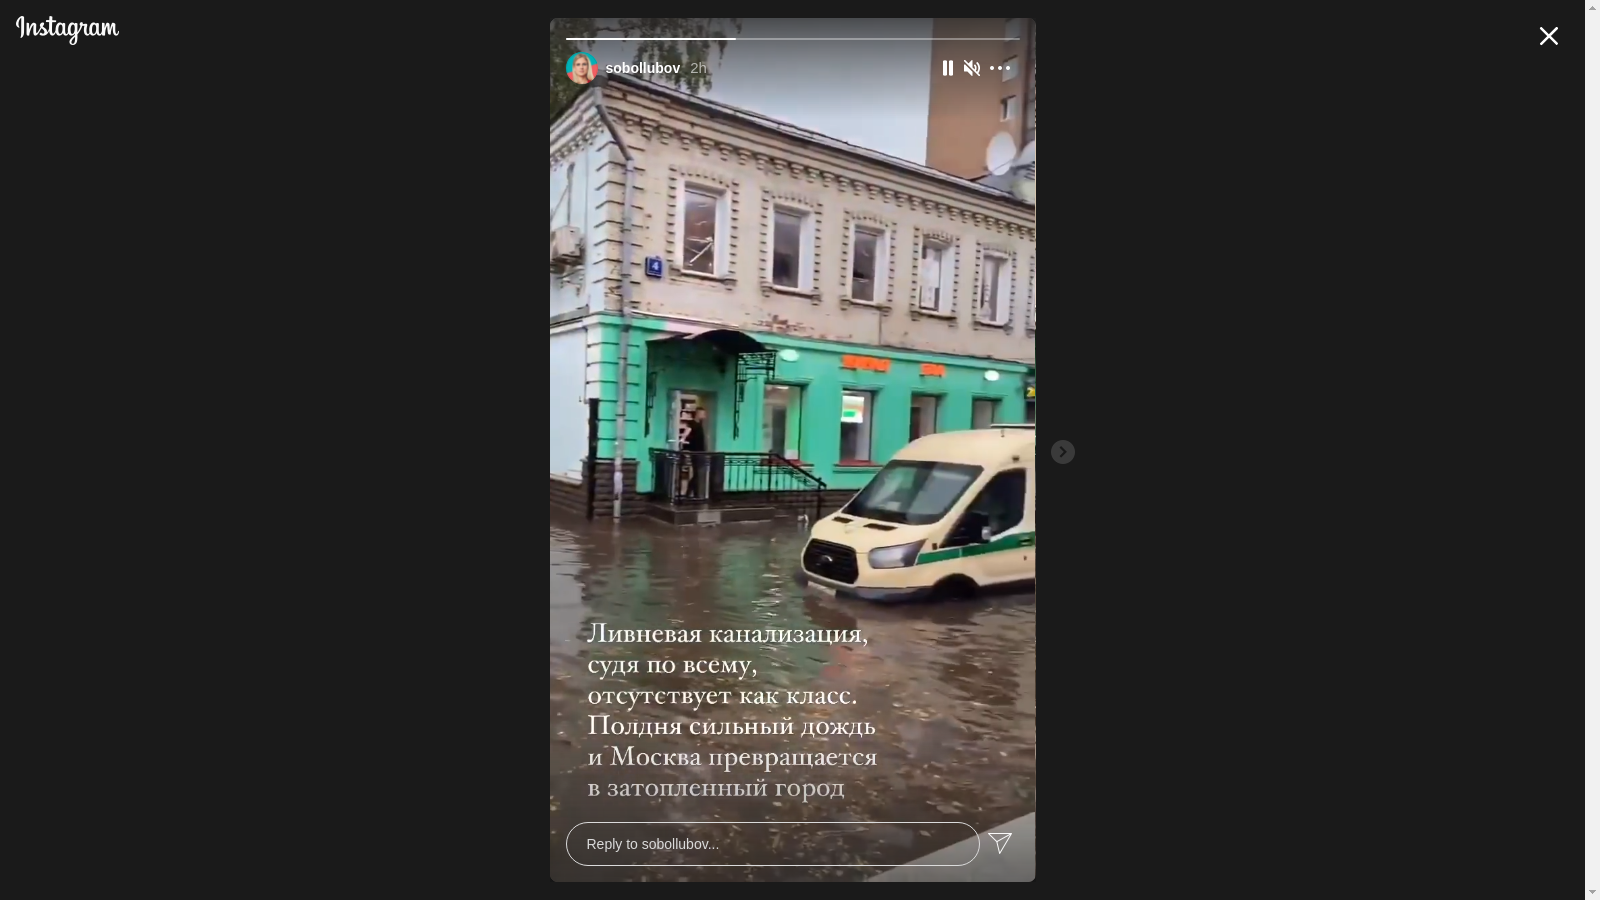 Instagram
sobollubov 2h
4
Ливневая канализация,
судя по всему,
отсутствует как класс.
Полдня сильный дождь
и Москва превращается
в затопленный город
Reply to sobollubov...